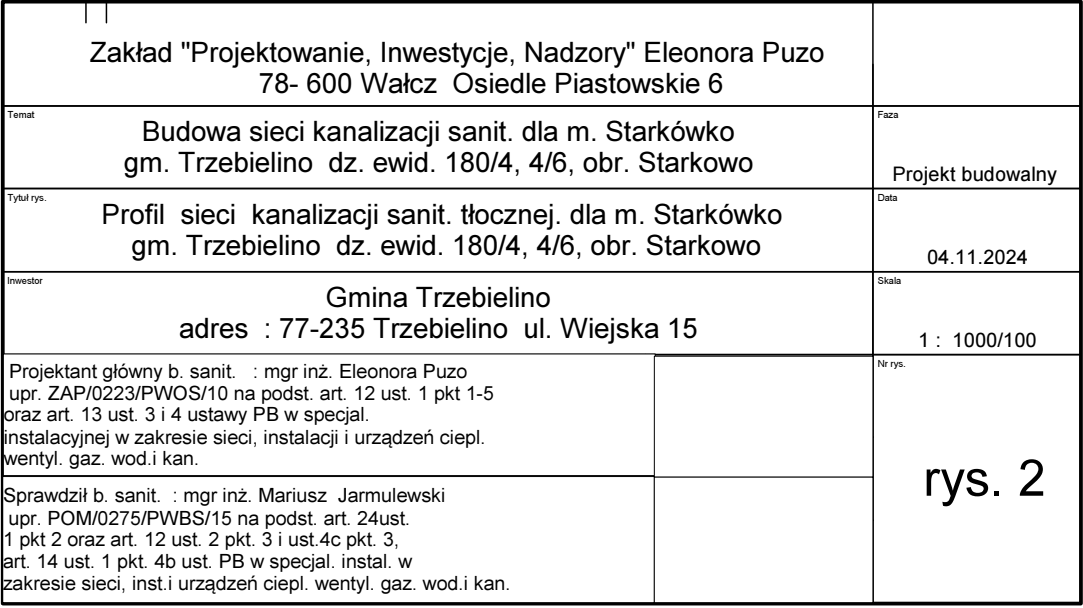 Zakład "Projektowanie, Inwestycje, Nadzory" Eleonora Puzo
78- 600 Wałcz Osiedle Piastowskie 6
Temat
Budowa sieci kanalizacji sanit. dla m. Starkówko
gm. Trzebielino dz. ewid. 180/4, 4/6, obr. Starkowo
Faza
Projekt budowalny
Tytuł rys.
Profil sieci kanalizacji sanit. tłocznej. dla m. Starkówko
gm. Trzebielino dz. ewid. 180/4, 4/6, obr. Starkowo
Data
04.11.2024
Inwestor
Gmina Trzebielino
adres : 77-235 Trzebielino ul. Wiejska 15
Skala
1 : 1000/100
Projektant główny b. sanit. : mgr inż. Eleonora Puzo
upr. ZAP/0223/PWOS/10 na podst. art. 12 ust. 1 pkt 1-5
oraz art. 13 ust. 3 i 4 ustawy PB w specjal.
instalacyjnej w zakresie sieci, instalacji i urządzeń ciepl.
wentyl. gaz. wod.i kan.
Nr rys.
rys. 2
Sprawdził b. sanit. : mgr inż. Mariusz Jarmulewski
upr. POM/0275/PWBS/15 na podst. art. 24ust.
1 pkt 2 oraz art. 12 ust. 2 pkt. 3 i ust.4c pkt. 3,
art. 14 ust. 1 pkt. 4b ust. PB w specjal. instal. w
zakresie sieci, inst.i urządzeń ciepl. wentyl. gaz. wod.i kan.